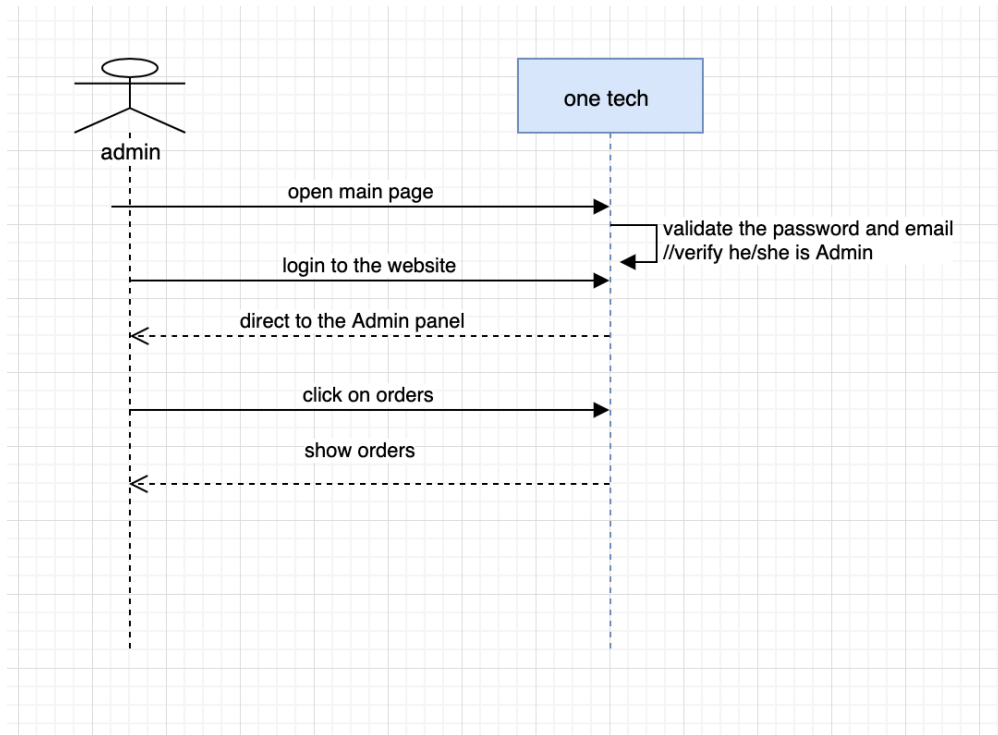 one tech
admin
open main page
validate the password and email
//verify he/she is Admin
login to the website
direct to the Admin panel
click on orders
show orders